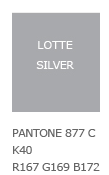 LOTTE
SILVER
PANTONE 877 C
K40
R167 G169 B172